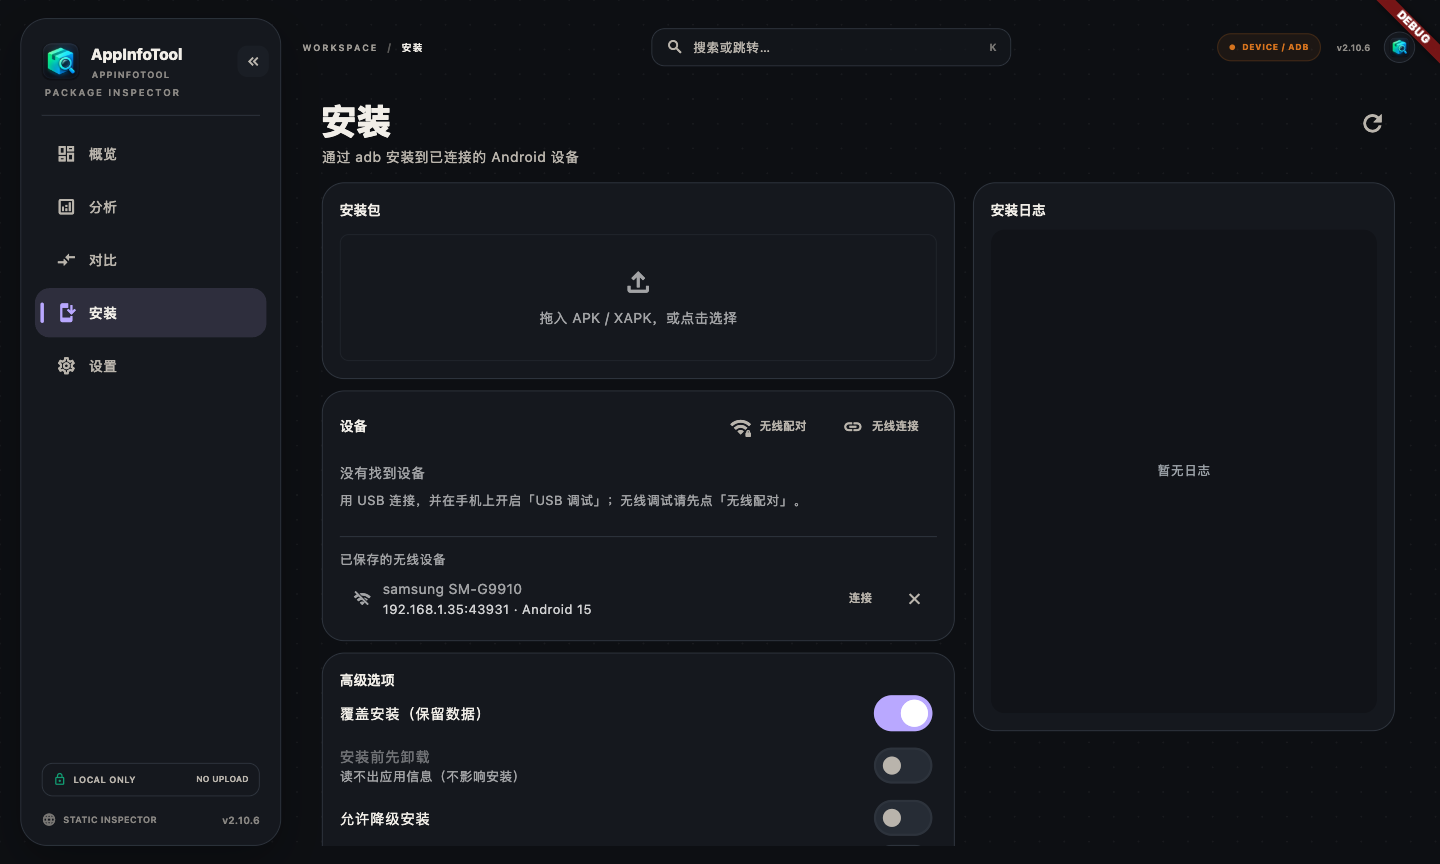 AppInfoTool
APPINFOTOOL
PACKAGE INSPECTOR
概览
分析
对比
安装
设置
LOCAL ONLY
NO UPLOAD
STATIC INSPECTOR
v2.10.6
WORKSPACE / 安装
搜索或跳转...
K
DEVICE / ADB
v2.10.6
DEBUG
安装
通过 adb 安装到已连接的 Android 设备
安装包
拖入 APK / XAPK，或点击选择
设备
无线配对
无线连接
没有找到设备
用 USB 连接，并在手机上开启「USB 调试」；无线调试请先点「无线配对」。
已保存的无线设备
samsung SM-G9910
192.168.1.35:43931 · Android 15
连接
高级选项
覆盖安装（保留数据）
安装前先卸载
读不出应用信息（不影响安装）
允许降级安装
安装日志
暂无日志